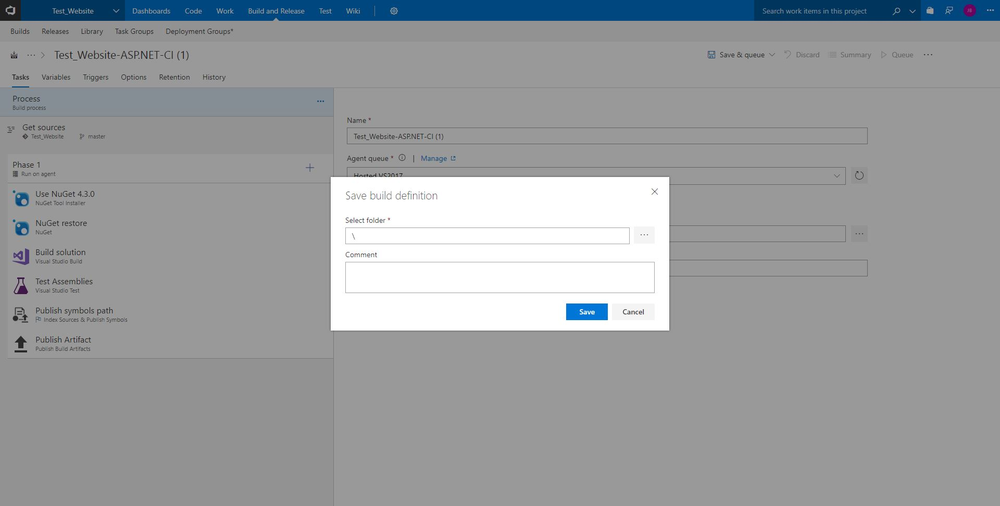 Test_Website
Dashboards
Code
Work
Build and Release
Test
Wiki
Search work items in this project
JB
Builds
Releases
Library
Task Groups
Deployment Groups*
Test_Website-ASP.NET-CI (1)
Save & queue
Discard
Summary
Queue
Tasks
Variables
Triggers
Options
Retention
History
Process
Build process
Get sources
Test_Website
master
Phase 1
Run on agent
Use NuGet 4.3.0
NuGet Tool Installer
NuGet restore
NuGet
Build solution
Visual Studio Build
Test Assemblies
Visual Studio Test
Publish symbols path
Index Sources & Publish Symbols
Publish Artifact
Publish Build Artifacts
Name *
Test_Website-ASP.NET-CI (1)
Agent queue * | Manage
Hosted VS2017
Save build definition
Select folder *
\
Comment
Save
Cancel